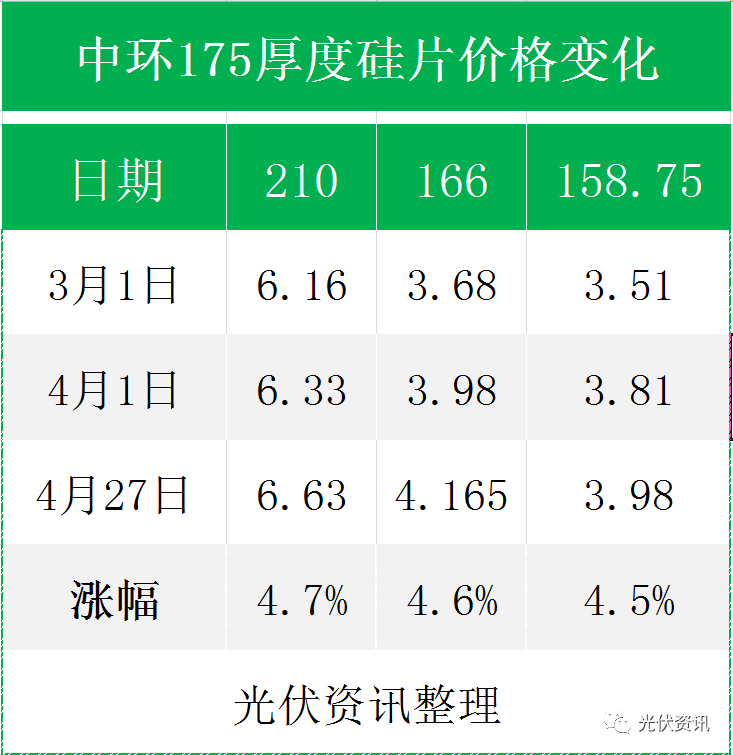 中环175厚度硅片价格变化
日期 210 166 158.75
3月1日 6.16 3.68 3.51
4月1日 6.33 3.98 3.81
4月27日 6.63 4.165 3.98
涨幅 4.7% 4.6% 4.5%
光伏资讯整理
光伏资讯